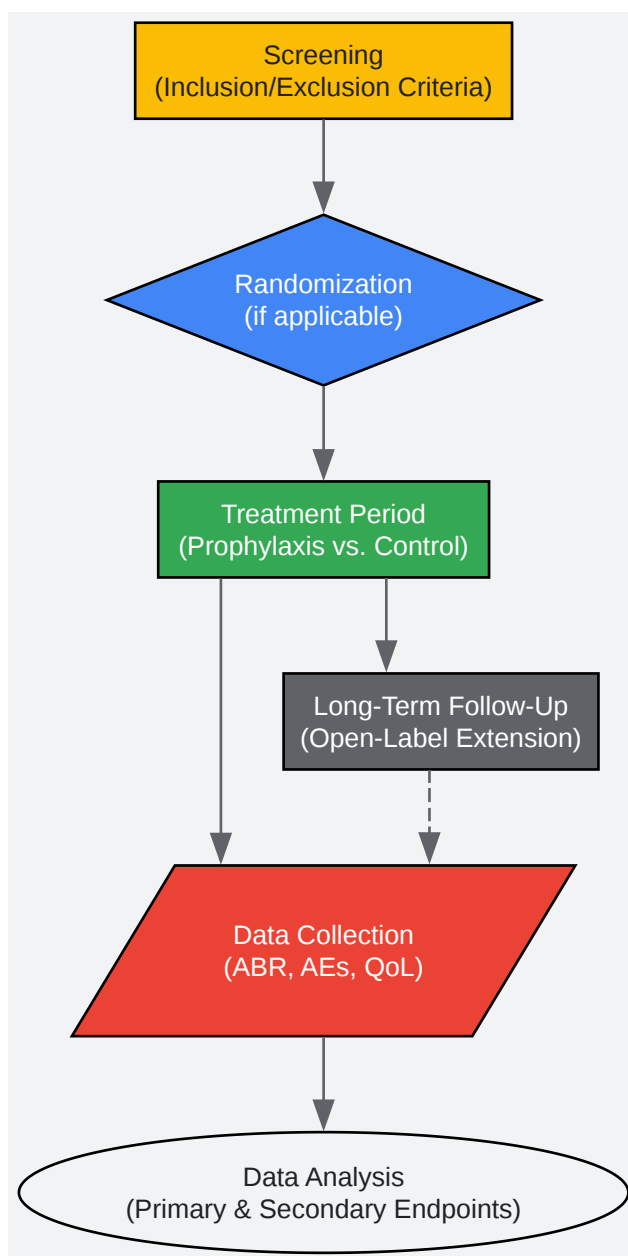 Screening
(Inclusion/Exclusion Criteria)
Randomization
(if applicable)
Treatment Period
(Prophylaxis vs. Control)
Long-Term Follow-Up
(Open-Label Extension)
Data Collection
(ABR, AEs, QoL)
Data Analysis
(Primary & Secondary Endpoints)